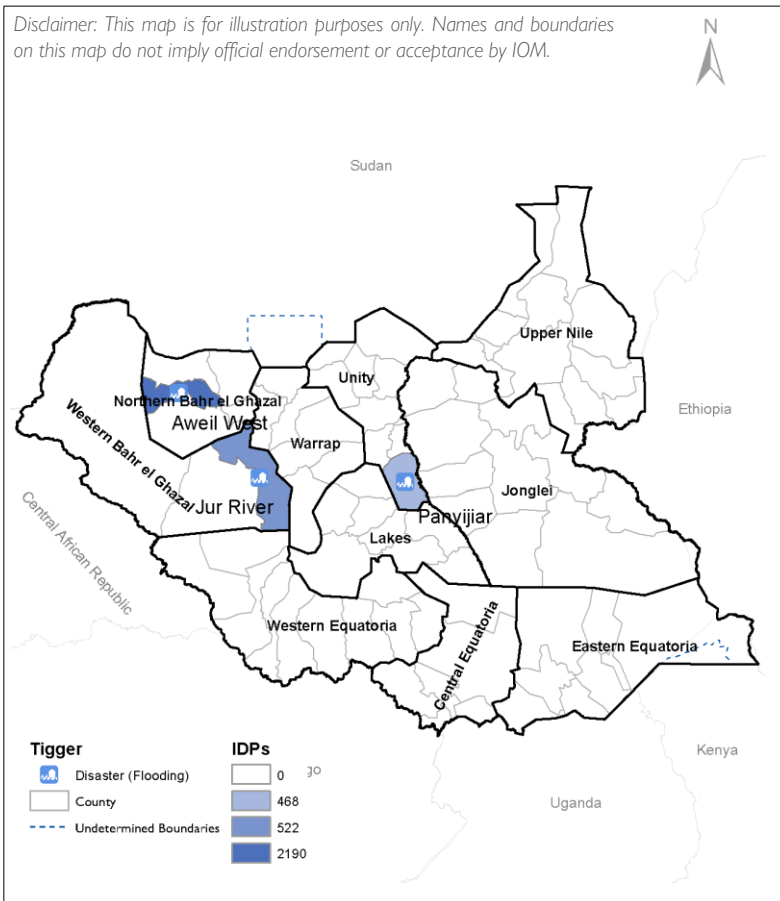 Disclaimer: This map is for illustration purposes only. Names and boundaries
on this map do not imply official endorsement or acceptance by IOM.
N
Sudan
Upper Nile
Unity
Ethiopia
Northern Bahr el Ghazal
Aweil West
Warrap
Western Bahr el Ghazal
Jonglei
Jur River
Panyijiar
Central African Republic
Lakes
Western Equatoria
Central Equatoria
Eastern Equatoria
Kenya
Uganda
Tigger
Disaster (Flooding)
County
Undetermined Boundaries
IDPs
0
go
468
522
2190